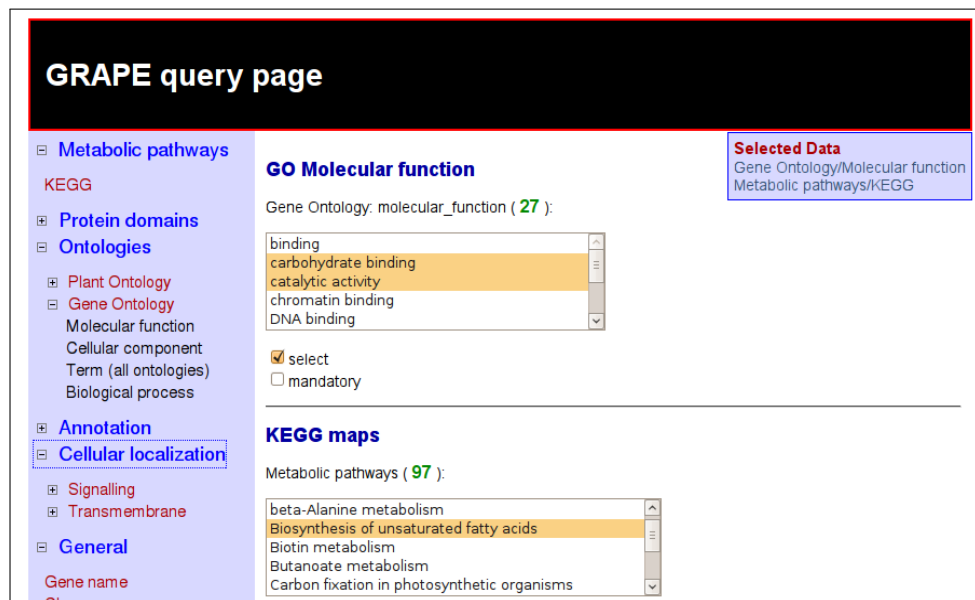 GRAPE query page
Metabolic pathways
KEGG
Protein domains
Ontologies
Plant Ontology
Gene Ontology
Molecular function
Cellular component
Term (all ontologies)
Biological process
Annotation
Cellular localization
Signalling
Transmembrane
General
Gene name
GO Molecular function
Gene Ontology: molecular_function ( 27 ):
binding
carbohydrate binding
catalytic activity
chromatin binding
DNA binding
select
mandatory
KEGG maps
Metabolic pathways ( 97 ):
beta-Alanine metabolism
Biosynthesis of unsaturated fatty acids
Biotin metabolism
Butanoate metabolism
Carbon fixation in photosynthetic organisms
Selected Data
Gene Ontology/Molecular function
Metabolic pathways/KEGG